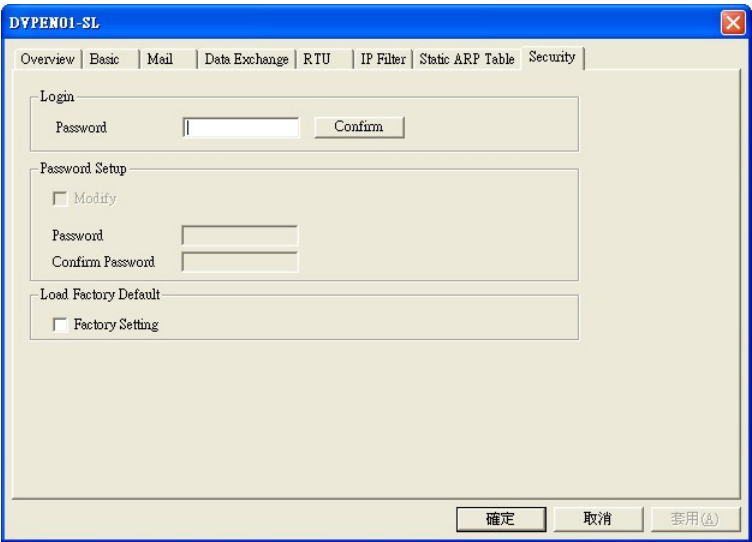 DVPEN01-SL
Overview Basic Mail Data Exchange RTU IP Filter Static ARP Table Security
Login
Password Confirm
Password Setup
Modify
Password
Confirm Password
Load Factory Default
Factory Setting
確定 取消 套用(A)